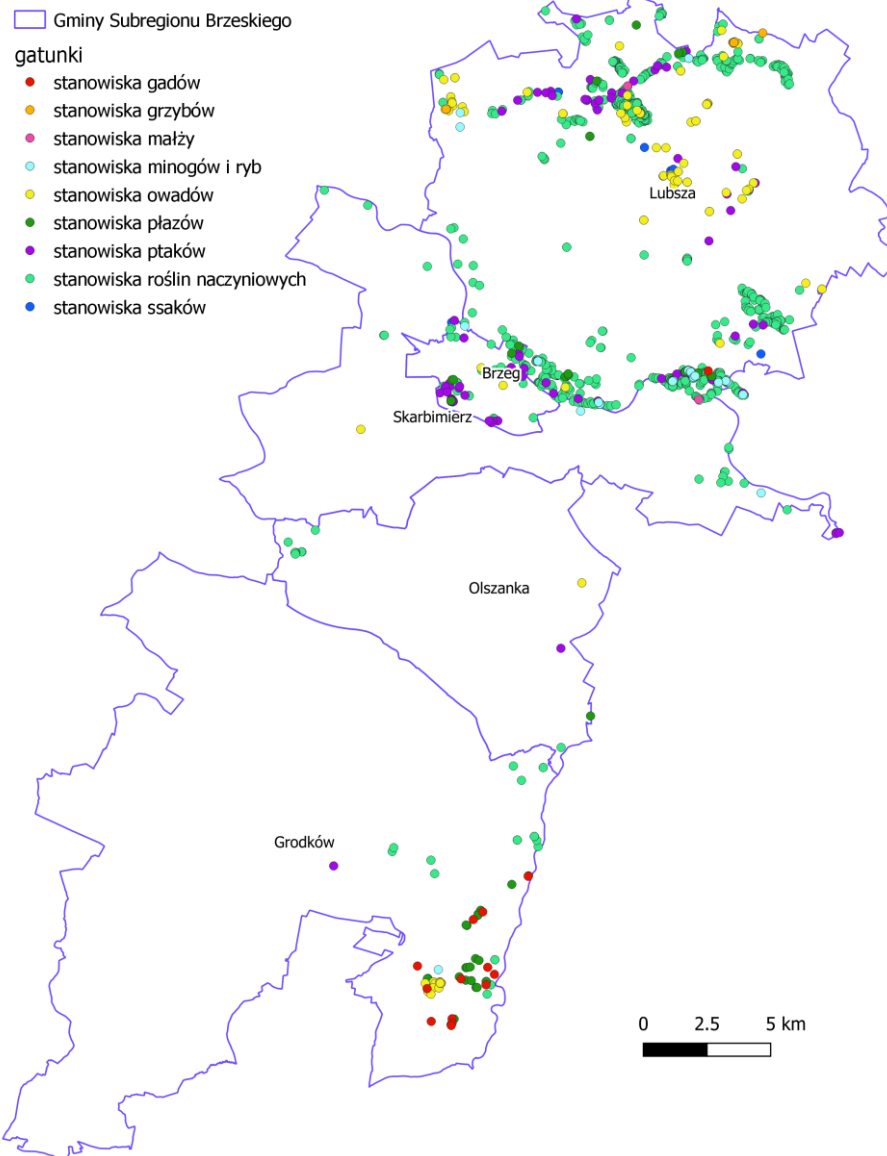 Gminy Subregionu Brzeskiego
gatunki
stanowiska gadów
stanowiska grzybów
stanowiska małży
stanowiska minogów i ryb
stanowiska owadów
stanowiska płazów
stanowiska ptaków
stanowiska roślin naczyniowych
stanowiska ssaków
Lubsza
Brzeg
Skarbimierz
Olszanka
Grodków
0 2.5 5 km